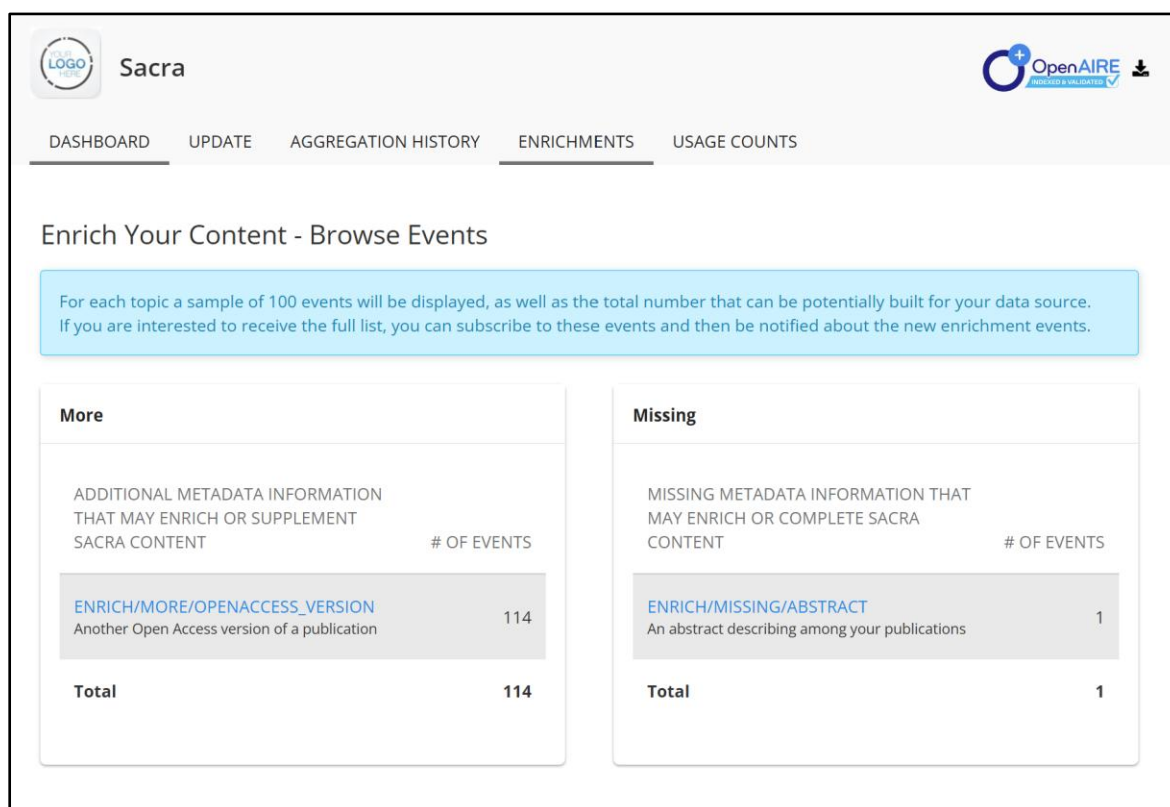 YOUR
LOGO
HERE
Sacra
OpenAIRE
INDEXED & VALIDATED
DASHBOARD UPDATE AGGREGATION HISTORY ENRICHMENTS USAGE COUNTS
Enrich Your Content - Browse Events
For each topic a sample of 100 events will be displayed, as well as the total number that can be potentially built for your data source.
If you are interested to receive the full list, you can subscribe to these events and then be notified about the new enrichment events.
More
ADDITIONAL METADATA INFORMATION
THAT MAY ENRICH OR SUPPLEMENT
SACRA CONTENT # OF EVENTS
ENRICH/MORE/OPENACCESS_VERSION
Another Open Access version of a publication 114
Total 114
Missing
MISSING METADATA INFORMATION THAT
MAY ENRICH OR COMPLETE SACRA
CONTENT # OF EVENTS
ENRICH/MISSING/ABSTRACT
An abstract describing among your publications 1
Total 1